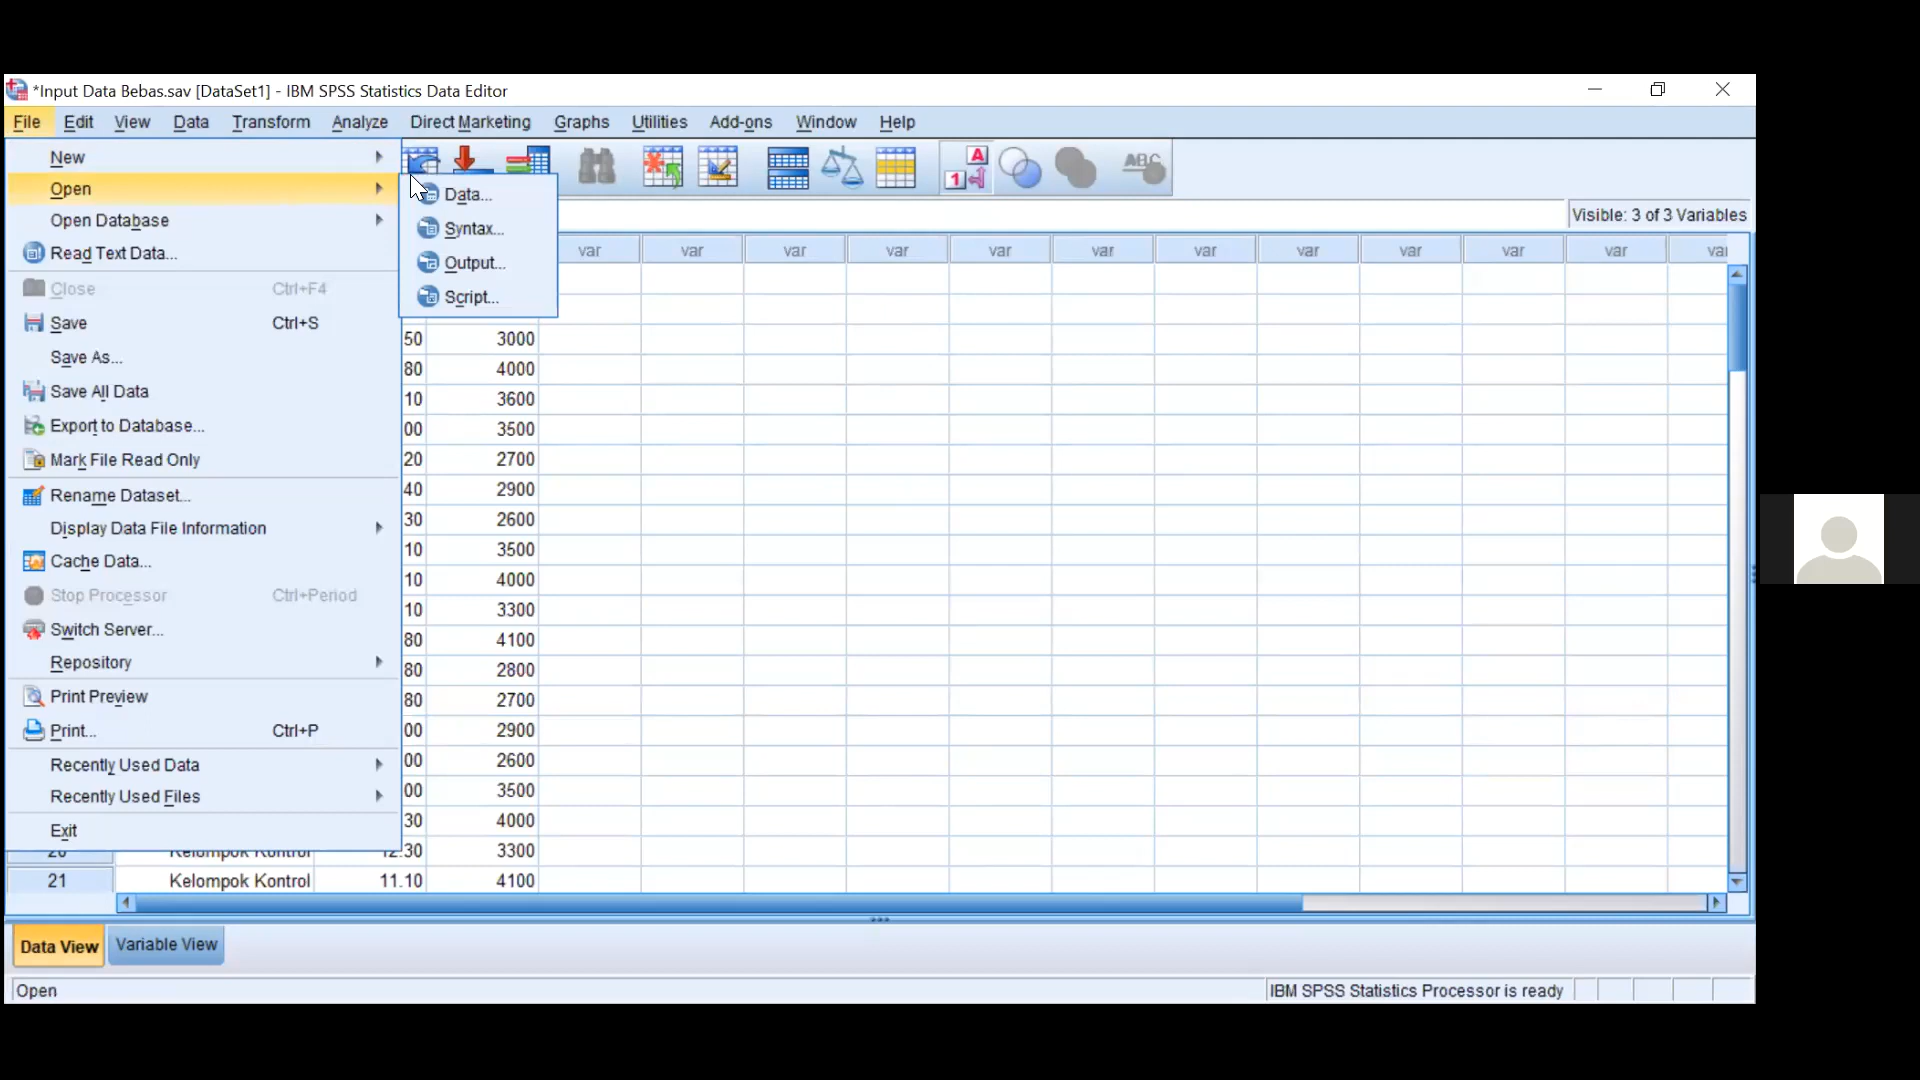 *Input Data Bebas.sav [DataSet1] - IBM SPSS Statistics Data Editor
File Edit View Data Transform Analyze Direct Marketing Graphs Utilities Add-ons Window Help
New
Open
Open Database
Read Text Data...
Close Ctrl+F4
Save Ctrl+S
Save As...
Save All Data
Export to Database...
Mark File Read Only
Rename Dataset...
Display Data File Information
Cache Data...
Stop Processor Ctrl+Period
Switch Server...
Repository
Print Preview
Print... Ctrl+P
Recently Used Data
Recently Used Files
Exit
Data...
Syntax...
Output...
Script...
A
1
ABC
Visible: 3 of 3 Variables
var var var var var var var var var var var
50 3000
80 4000
10 3600
00 3500
20 2700
40 2900
30 2600
10 3500
10 4000
10 3300
80 4100
80 2800
80 2700
00 2900
00 2600
00 3500
30 4000
20 Kelompok Kontrol 12.30 3300
21 Kelompok Kontrol 11.10 4100
Data View Variable View
Open IBM SPSS Statistics Processor is ready